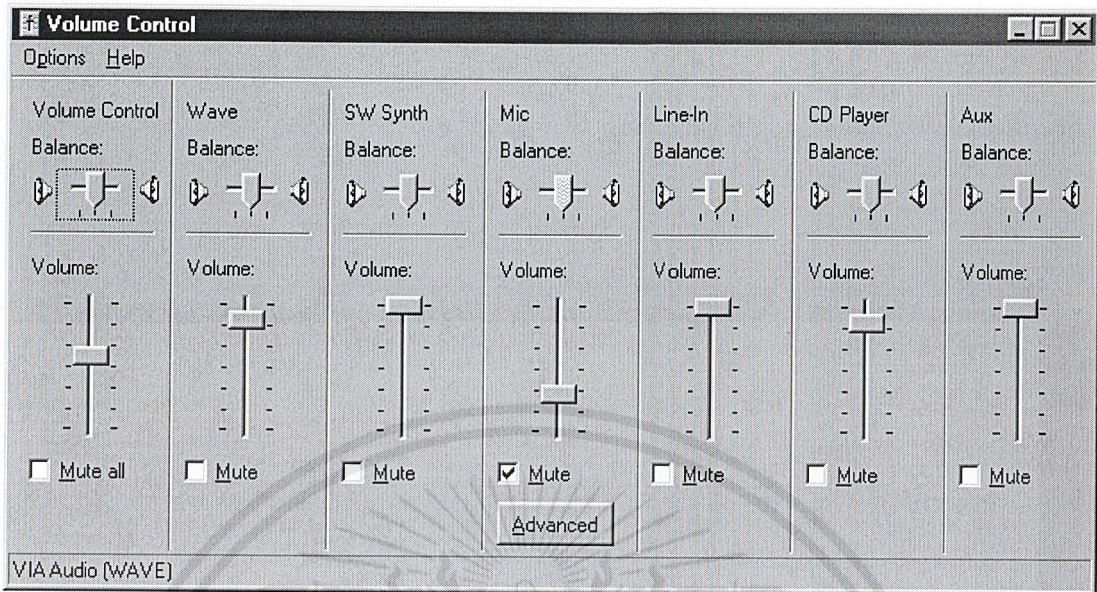 Volume Control
Options Help
Volume Control
Balance:
Volume:
Mute all
Wave
Balance:
Volume:
Mute
SW Synth
Balance:
Volume:
Mute
Mic
Balance:
Volume:
Mute
Advanced
Line-In
Balance:
Volume:
Mute
CD Player
Balance:
Volume:
Mute
Aux
Balance:
Volume:
Mute
VIA Audio (WAVE)